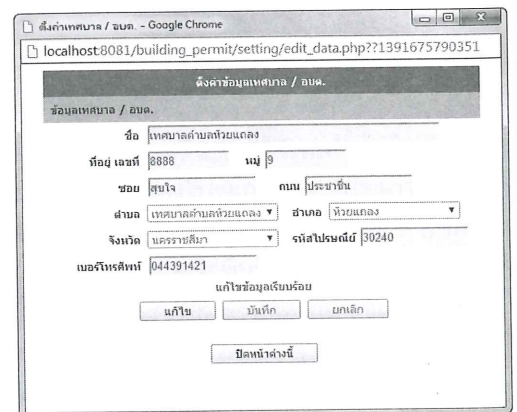 ตั้งค่าเทศบาล / อบต. - Google Chrome
localhost:8081/building_permit/setting/edit_data.php??1391675790351
ตั้งค่าข้อมูลเทศบาล / อบต.
ข้อมูลเทศบาล / อบต.
ชื่อ เทศบาลตำบลห้วยแถลง
ที่อยู่ เลขที่ 8888 หมู่ 9
ซอย สุขใจ ถนน ประชาชื่น
ตำบล เทศบาลตำบลห้วยแถลง อำเภอ ห้วยแถลง
จังหวัด นครราชสีมา รหัสไปรษณีย์ 30240
เบอร์โทรศัพท์ 044391421
แก้ไขข้อมูลเรียบร้อย
แก้ไข บันทึก ยกเลิก
ปิดหน้าต่างนี้